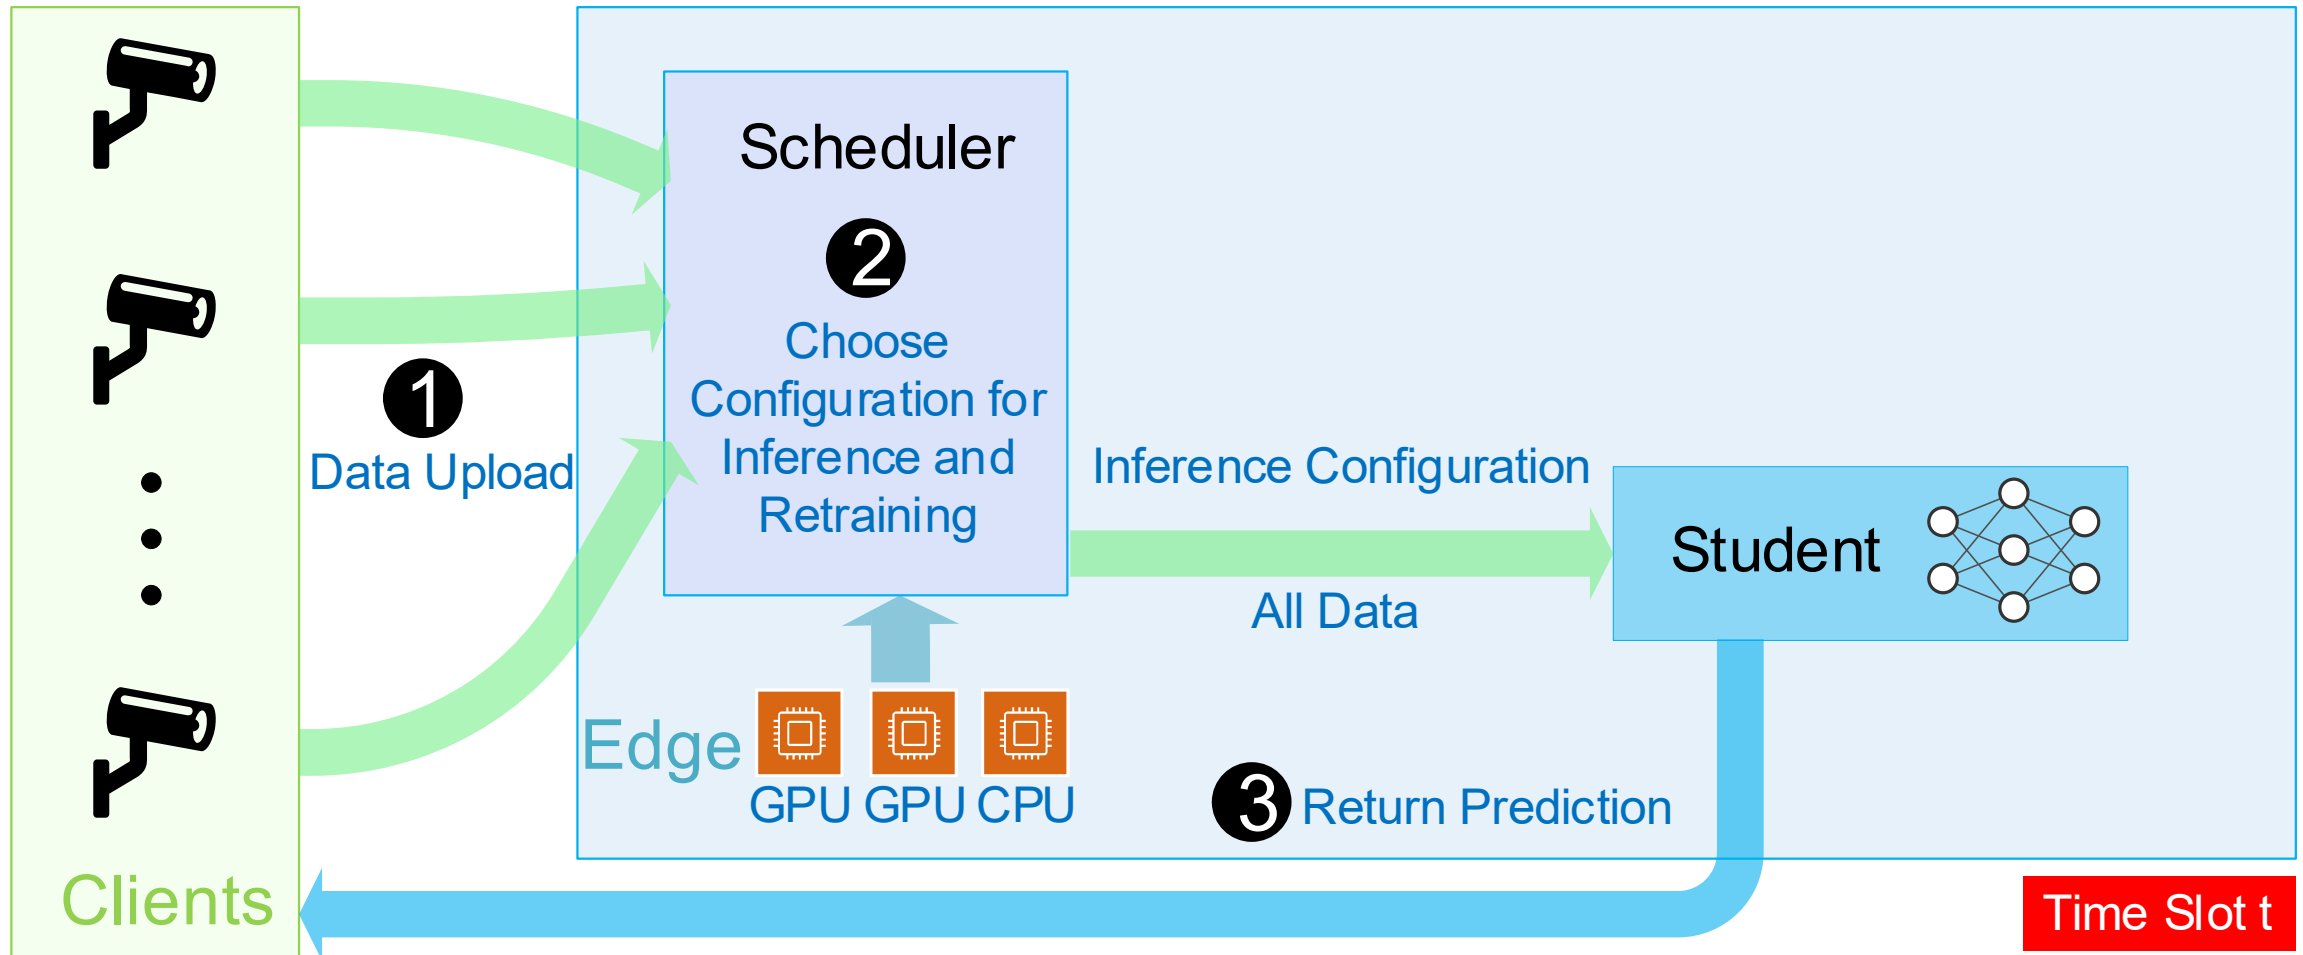 Scheduler
2
Choose
Configuration for
Inference and
Retraining
1
Data Upload
Inference Configuration
All Data
Student
Edge
GPU GPU CPU
3 Return Prediction
Clients
Time Slot t